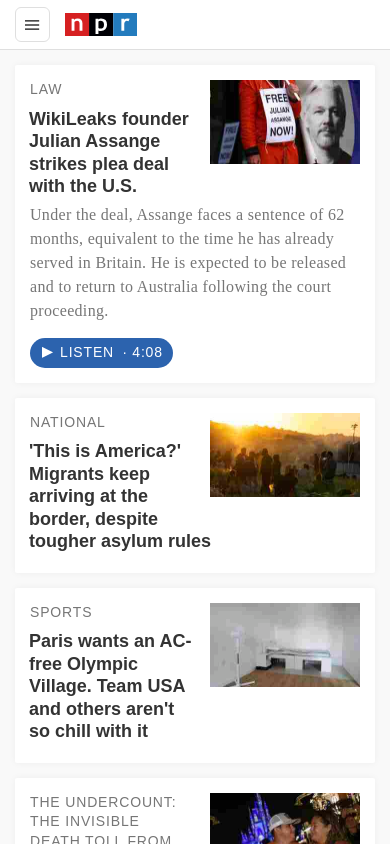 npr
LAW
WikiLeaks founder
Julian Assange
strikes plea deal
with the U.S.
FREE
JULIAN
ASSANGE
NOW!
Under the deal, Assange faces a sentence of 62
months, equivalent to the time he has already
served in Britain. He is expected to be released
and to return to Australia following the court
proceeding.
LISTEN · 4:08
NATIONAL
'This is America?'
Migrants keep
arriving at the
border, despite
tougher asylum rules
SPORTS
Paris wants an AC-
free Olympic
Village. Team USA
and others aren't
so chill with it
THE UNDERCOUNT:
THE INVISIBLE
DEATH TOLL FROM